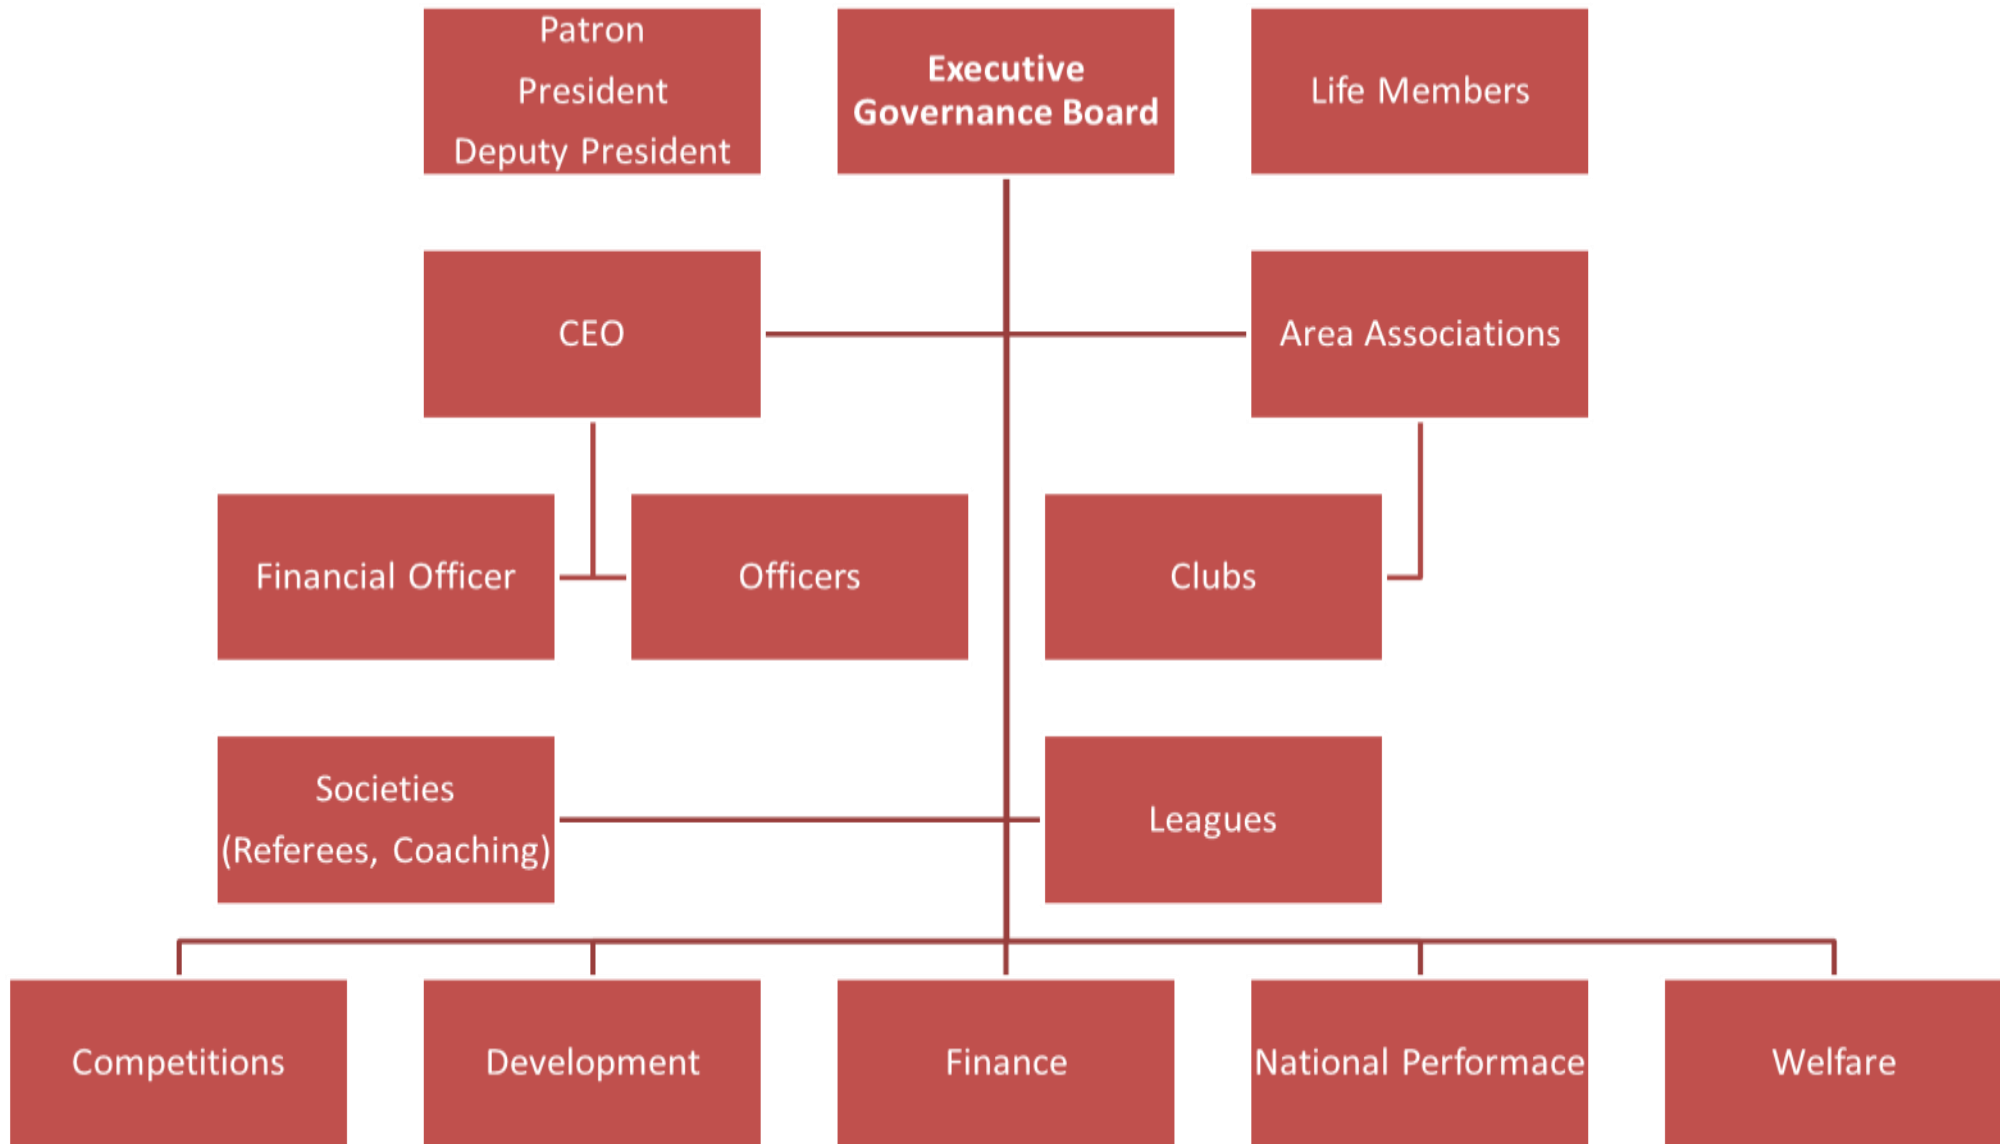 Patron
President
Deputy President
Executive
Governance Board
Life Members
CEO
Area Associations
Financial Officer
Officers
Clubs
Societies
(Referees, Coaching)
Leagues
Competitions
Development
Finance
National Performace
Welfare